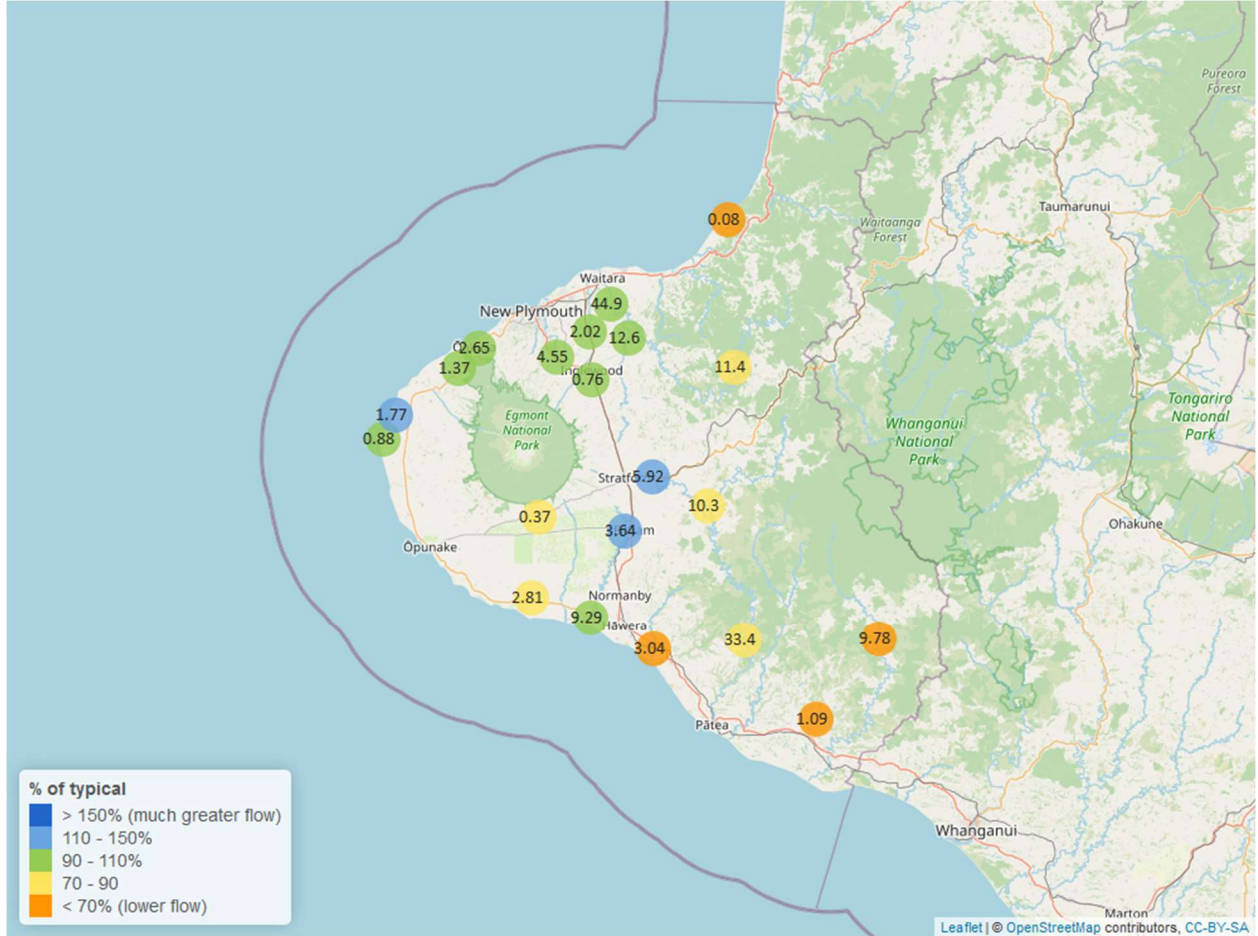 Pureora
Forest
Taumarunui
0.08
Waitaanga
Forest
Waitara
44.9
New Plymouth
2.02
12.6
2.65
4.55
1.37
11.4
0.76
1.77
Egmont
National
Park
0.88
Tongariro
National
Park
Whanganui
National
Park
5.92
10.3
0.37
3.64
Ohakune
Ōpunake
2.81
Normanby
9.29
Hāwera
3.04
33.4
9.78
1.09
Pātea
% of typical
> 150% (much greater flow)
110 - 150%
90 - 110%
70 - 90
< 70% (lower flow)
Whanganui
Marton
Leaflet | © OpenStreetMap contributors, CC-BY-SA